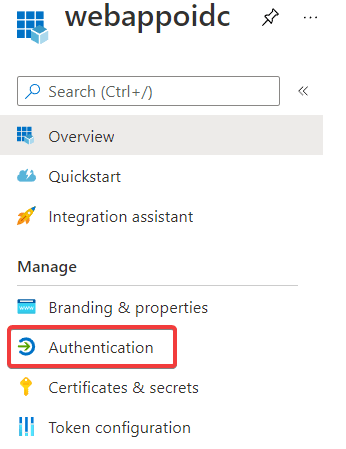 webappoidc
Search (Ctrl+/)
Overview
Quickstart
Integration assistant
Manage
Branding & properties
Authentication
Certificates & secrets
Token configuration